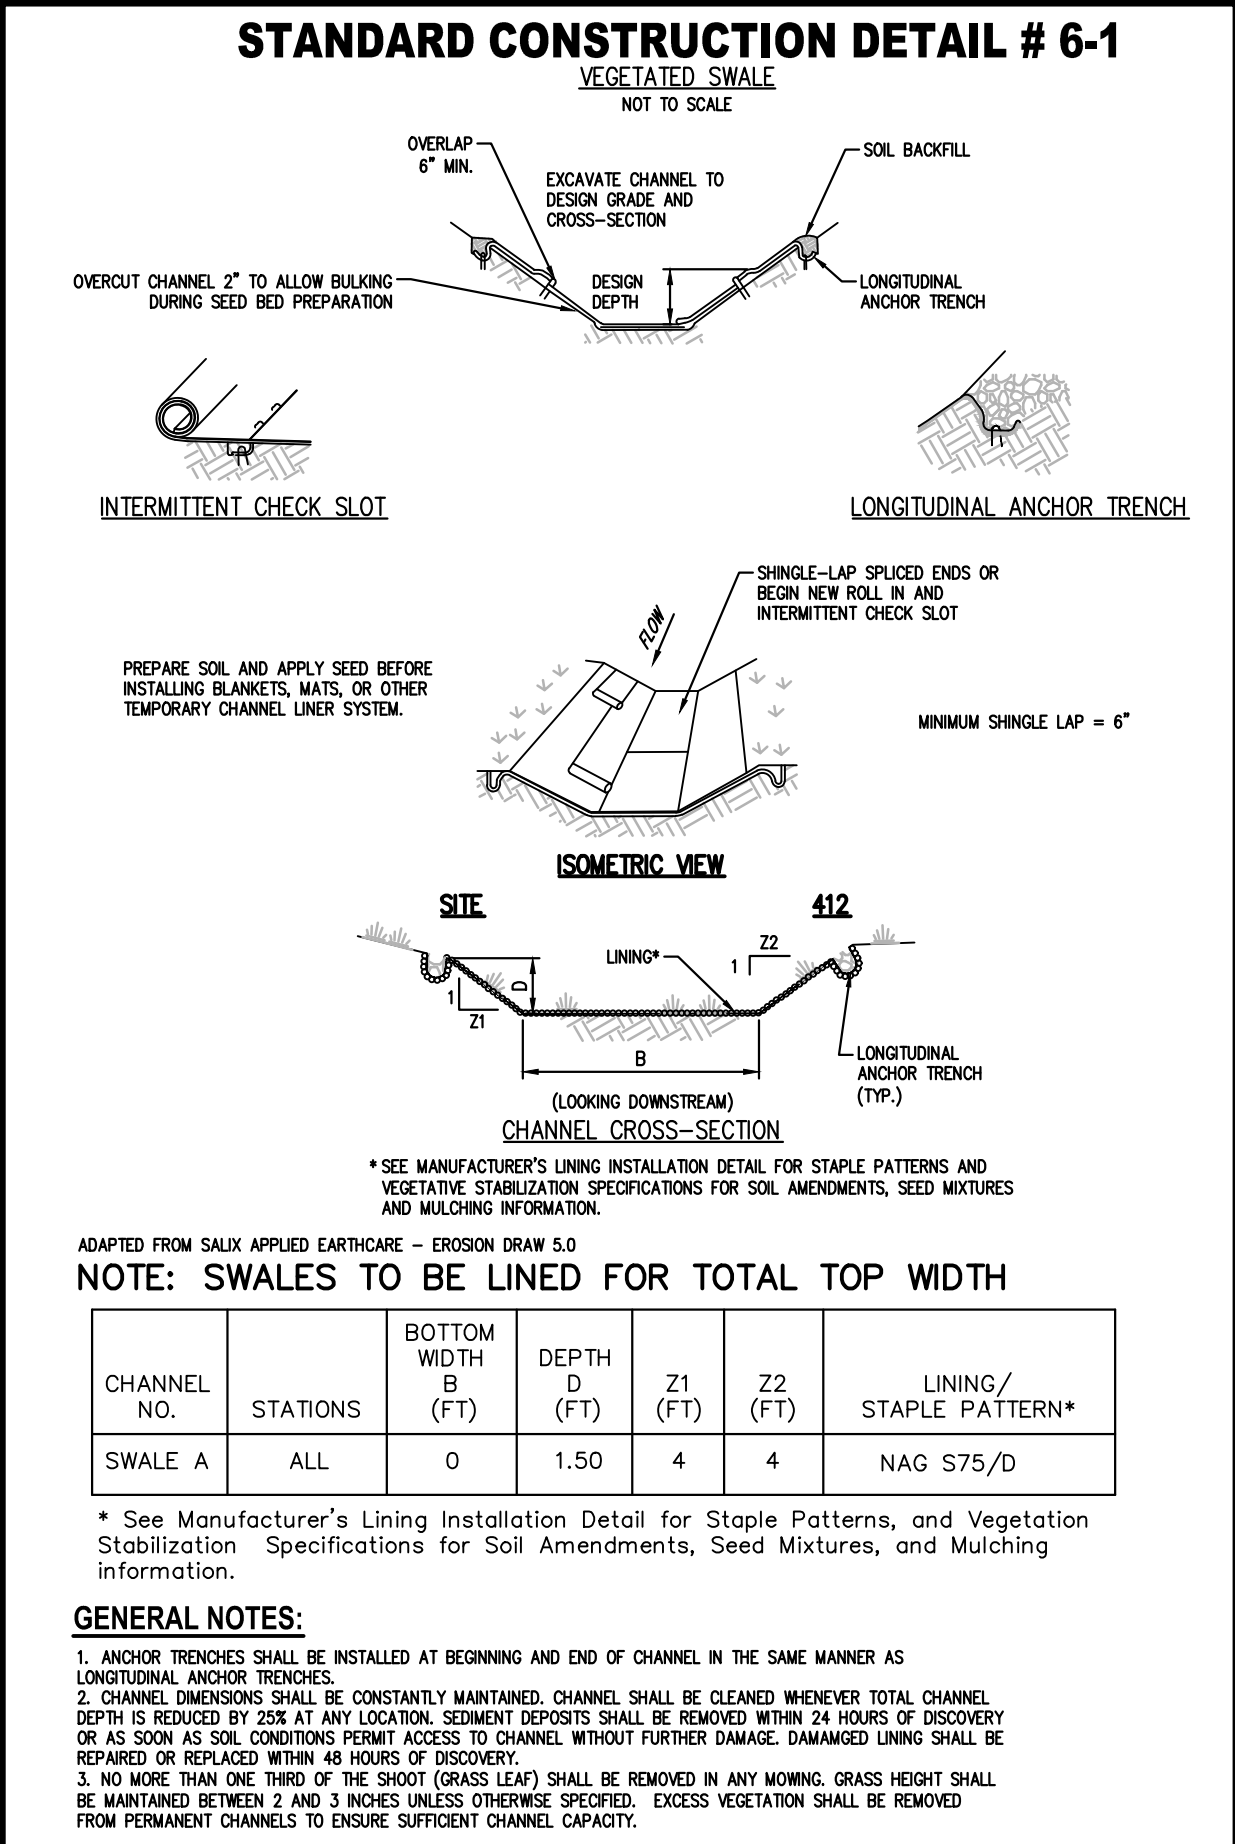 STANDARD CONSTRUCTION DETAIL # 6-1
VEGETATED SWALE
NOT TO SCALE
OVERLAP
6" MIN.
SOIL BACKFILL
EXCAVATE CHANNEL TO
DESIGN GRADE AND
CROSS-SECTION
OVERCUT CHANNEL 2" TO ALLOW BULKING
DURING SEED BED PREPARATION
DESIGN
DEPTH
LONGITUDINAL
ANCHOR TRENCH
INTERMITTENT CHECK SLOT
LONGITUDINAL ANCHOR TRENCH
SHINGLE-LAP SPLICED ENDS OR
BEGIN NEW ROLL IN AND
INTERMITTENT CHECK SLOT
FLOW
PREPARE SOIL AND APPLY SEED BEFORE
INSTALLING BLANKETS, MATS, OR OTHER
TEMPORARY CHANNEL LINER SYSTEM.
MINIMUM SHINGLE LAP = 6"
ISOMETRIC VIEW
SITE 412
LINING*
Z2
1
D
1
Z1
B
LONGITUDINAL
ANCHOR TRENCH
(TYP.)
(LOOKING DOWNSTREAM)
CHANNEL CROSS-SECTION
* SEE MANUFACTURER'S LINING INSTALLATION DETAIL FOR STAPLE PATTERNS AND
VEGETATIVE STABILIZATION SPECIFICATIONS FOR SOIL AMENDMENTS, SEED MIXTURES
AND MULCHING INFORMATION.
ADAPTED FROM SALIX APPLIED EARTHCARE - EROSION DRAW 5.0
NOTE: SWALES TO BE LINED FOR TOTAL TOP WIDTH
CHANNEL
NO.
STATIONS
BOTTOM
WIDTH
B
(FT)
DEPTH
D
(FT)
Z1
(FT)
Z2
(FT)
LINING/
STAPLE PATTERN*
SWALE A ALL 0 1.50 4 4 NAG S75/D
* See Manufacturer's Lining Installation Detail for Staple Patterns, and Vegetation
Stabilization Specifications for Soil Amendments, Seed Mixtures, and Mulching
information.
GENERAL NOTES:
1. ANCHOR TRENCHES SHALL BE INSTALLED AT BEGINNING AND END OF CHANNEL IN THE SAME MANNER AS
LONGITUDINAL ANCHOR TRENCHES.
2. CHANNEL DIMENSIONS SHALL BE CONSTANTLY MAINTAINED. CHANNEL SHALL BE CLEANED WHENEVER TOTAL CHANNEL
DEPTH IS REDUCED BY 25% AT ANY LOCATION. SEDIMENT DEPOSITS SHALL BE REMOVED WITHIN 24 HOURS OF DISCOVERY
OR AS SOON AS SOIL CONDITIONS PERMIT ACCESS TO CHANNEL WITHOUT FURTHER DAMAGE. DAMAMGED LINING SHALL BE
REPAIRED OR REPLACED WITHIN 48 HOURS OF DISCOVERY.
3. NO MORE THAN ONE THIRD OF THE SHOOT (GRASS LEAF) SHALL BE REMOVED IN ANY MOWING. GRASS HEIGHT SHALL
BE MAINTAINED BETWEEN 2 AND 3 INCHES UNLESS OTHERWISE SPECIFIED. EXCESS VEGETATION SHALL BE REMOVED
FROM PERMANENT CHANNELS TO ENSURE SUFFICIENT CHANNEL CAPACITY.